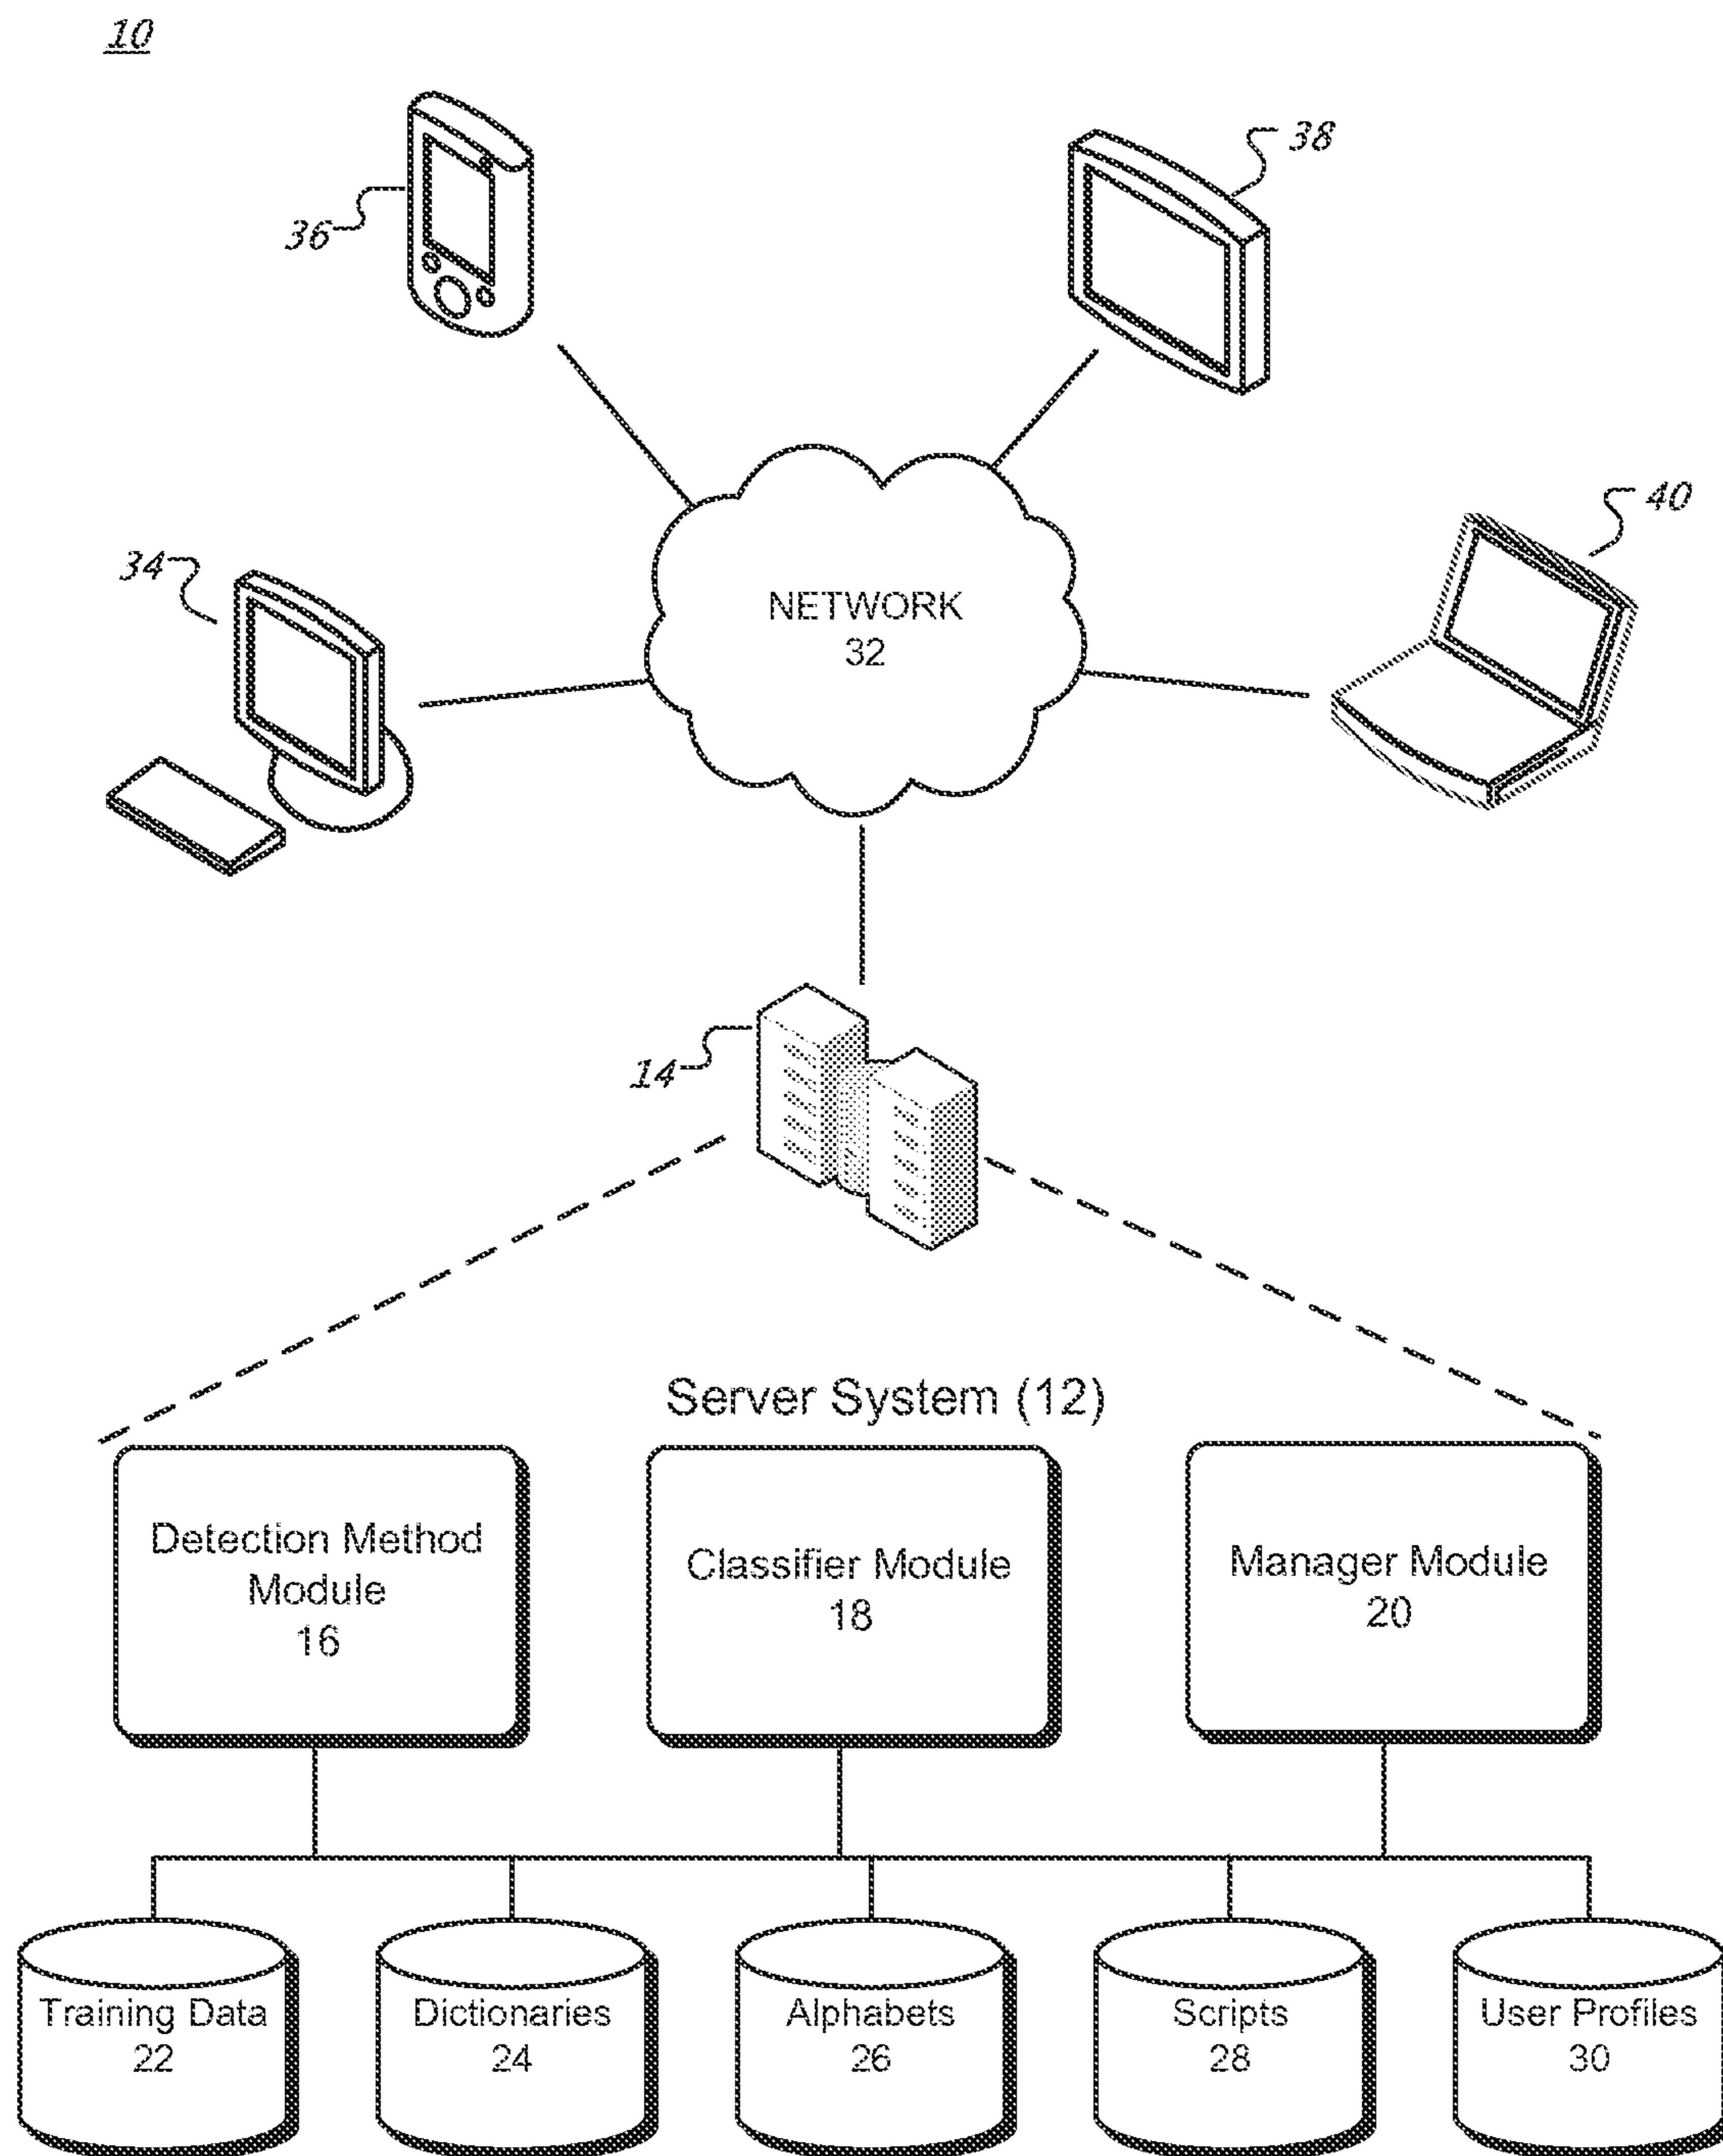 10
36
38
34
40
NETWORK
32
14
Server System (12)
Detection Method
Module
16
Classifier Module
18
Manager Module
20
Training Data
22
Dictionaries
24
Alphabets
26
Scripts
28
User Profiles
30